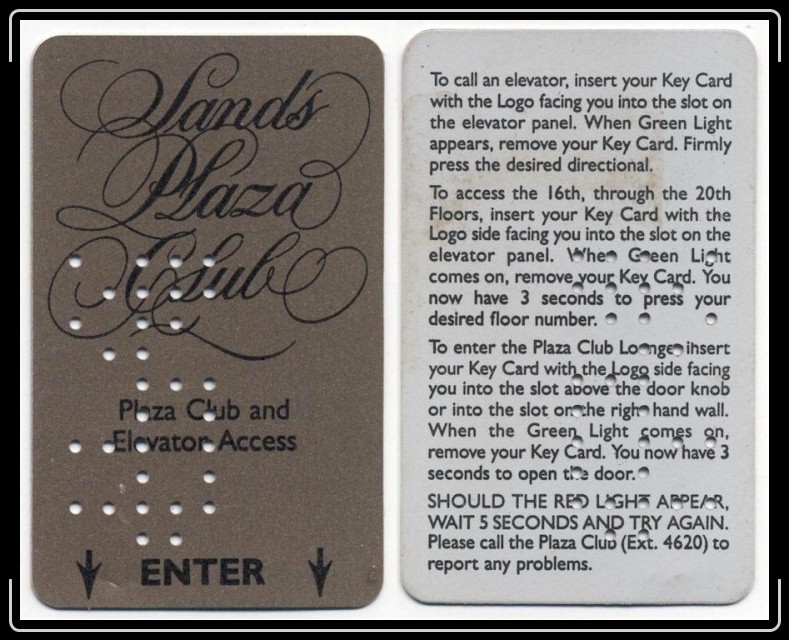 Sands
Plaza
Club
Plaza Club and
Elevator Access
ENTER
To call an elevator, insert your Key Card
with the Logo facing you into the slot on
the elevator panel. When Green Light
appears, remove your Key Card. Firmly
press the desired directional.
To access the 16th, through the 20th
Floors, insert your Key Card with the
Logo side facing you into the slot on the
elevator panel. When Green Light
comes on, remove your Key Card. You
now have 3 seconds to press your
desired floor number.
To enter the Plaza Club Lounge, insert
your Key Card with the Logo side facing
you into the slot above the door knob
or into the slot on the right hand wall.
When the Green Light comes on,
remove your Key Card. You now have 3
seconds to open the door.
SHOULD THE RED LIGHT APPEAR,
WAIT 5 SECONDS AND TRY AGAIN.
Please call the Plaza Club (Ext. 4620) to
report any problems.